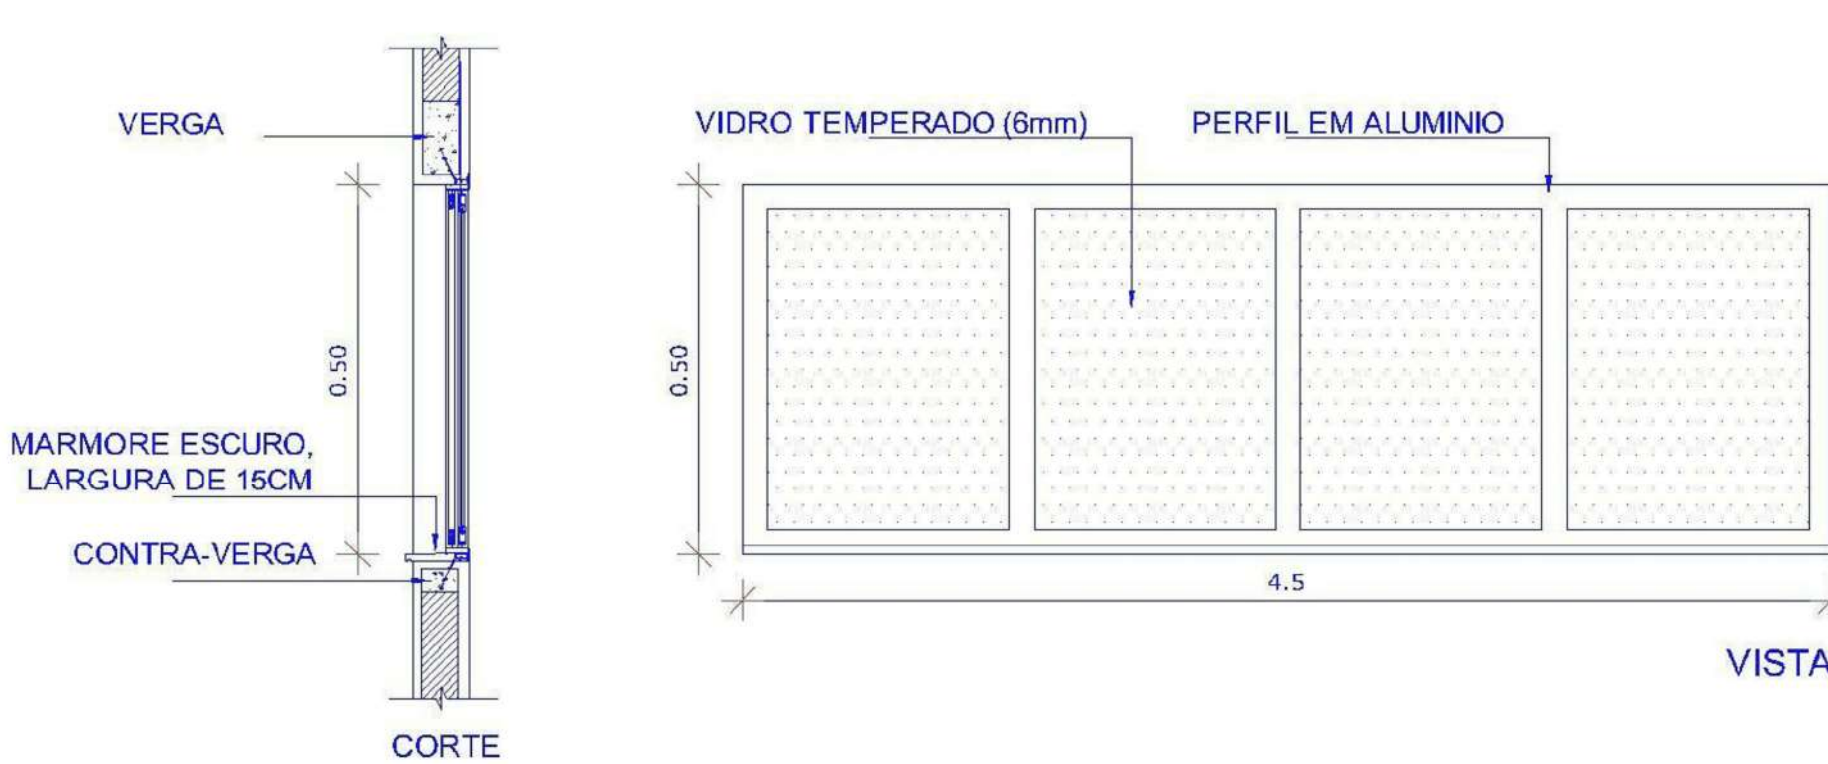 VERGA
0.50
MARMORE ESCURO,
LARGURA DE 15CM
CONTRA-VERGA
CORTE
VIDRO TEMPERADO (6mm)
PERFIL EM ALUMINIO
0.50
4.5
VISTA